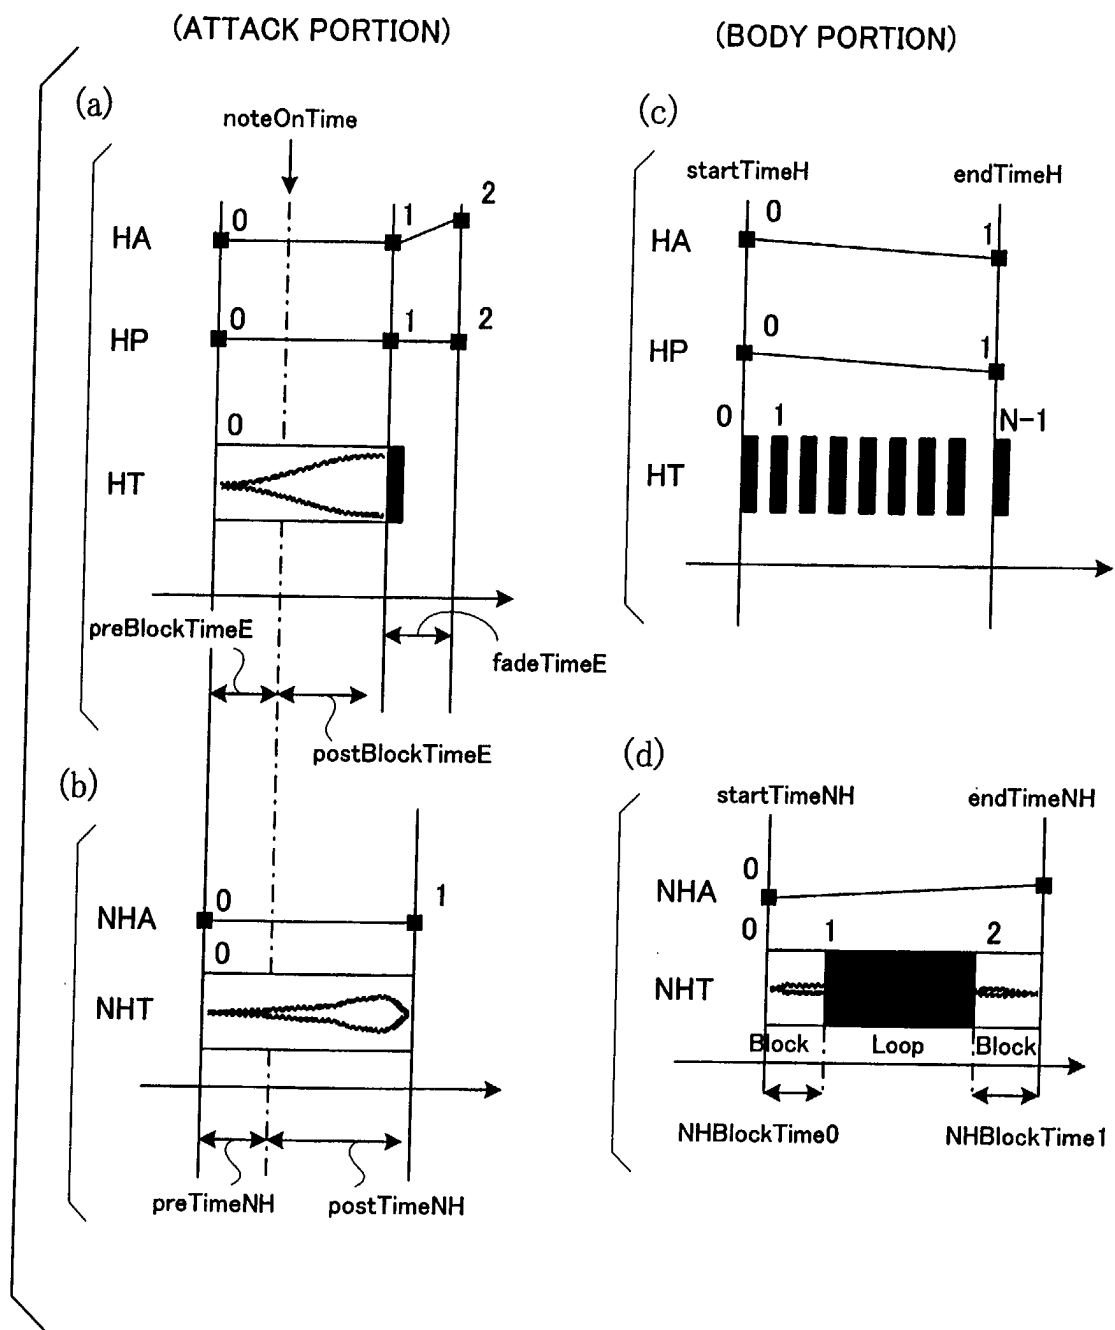 (ATTACK PORTION)
(BODY PORTION)
(a)
noteOnTime
HA
0
1
2
HP
0
1
2
HT
0
preBlockTimeE
fadeTimeE
postBlockTimeE
(b)
NHA
0
1
NHT
0
preTimeNH
postTimeNH
(c)
startTimeH
endTimeH
HA
0
1
HP
0
1
HT
0
1
N-1
(d)
startTimeNH
endTimeNH
NHA
0
NHT
0
1
2
Block
Loop
Block
NHBlockTime0
NHBlockTime1